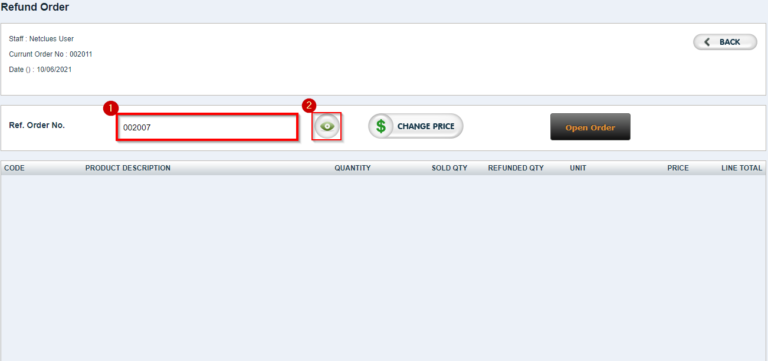 Refund Order
Staff : Netclues User
Currunt Order No : 002011
BACK
Date () : 10/06/2021
1
2
Ref. Order No.
002007
$ CHANGE PRICE
Open Order
CODE PRODUCT DESCRIPTION QUANTITY SOLD QTY REFUNDED QTY UNIT PRICE LINE TOTAL